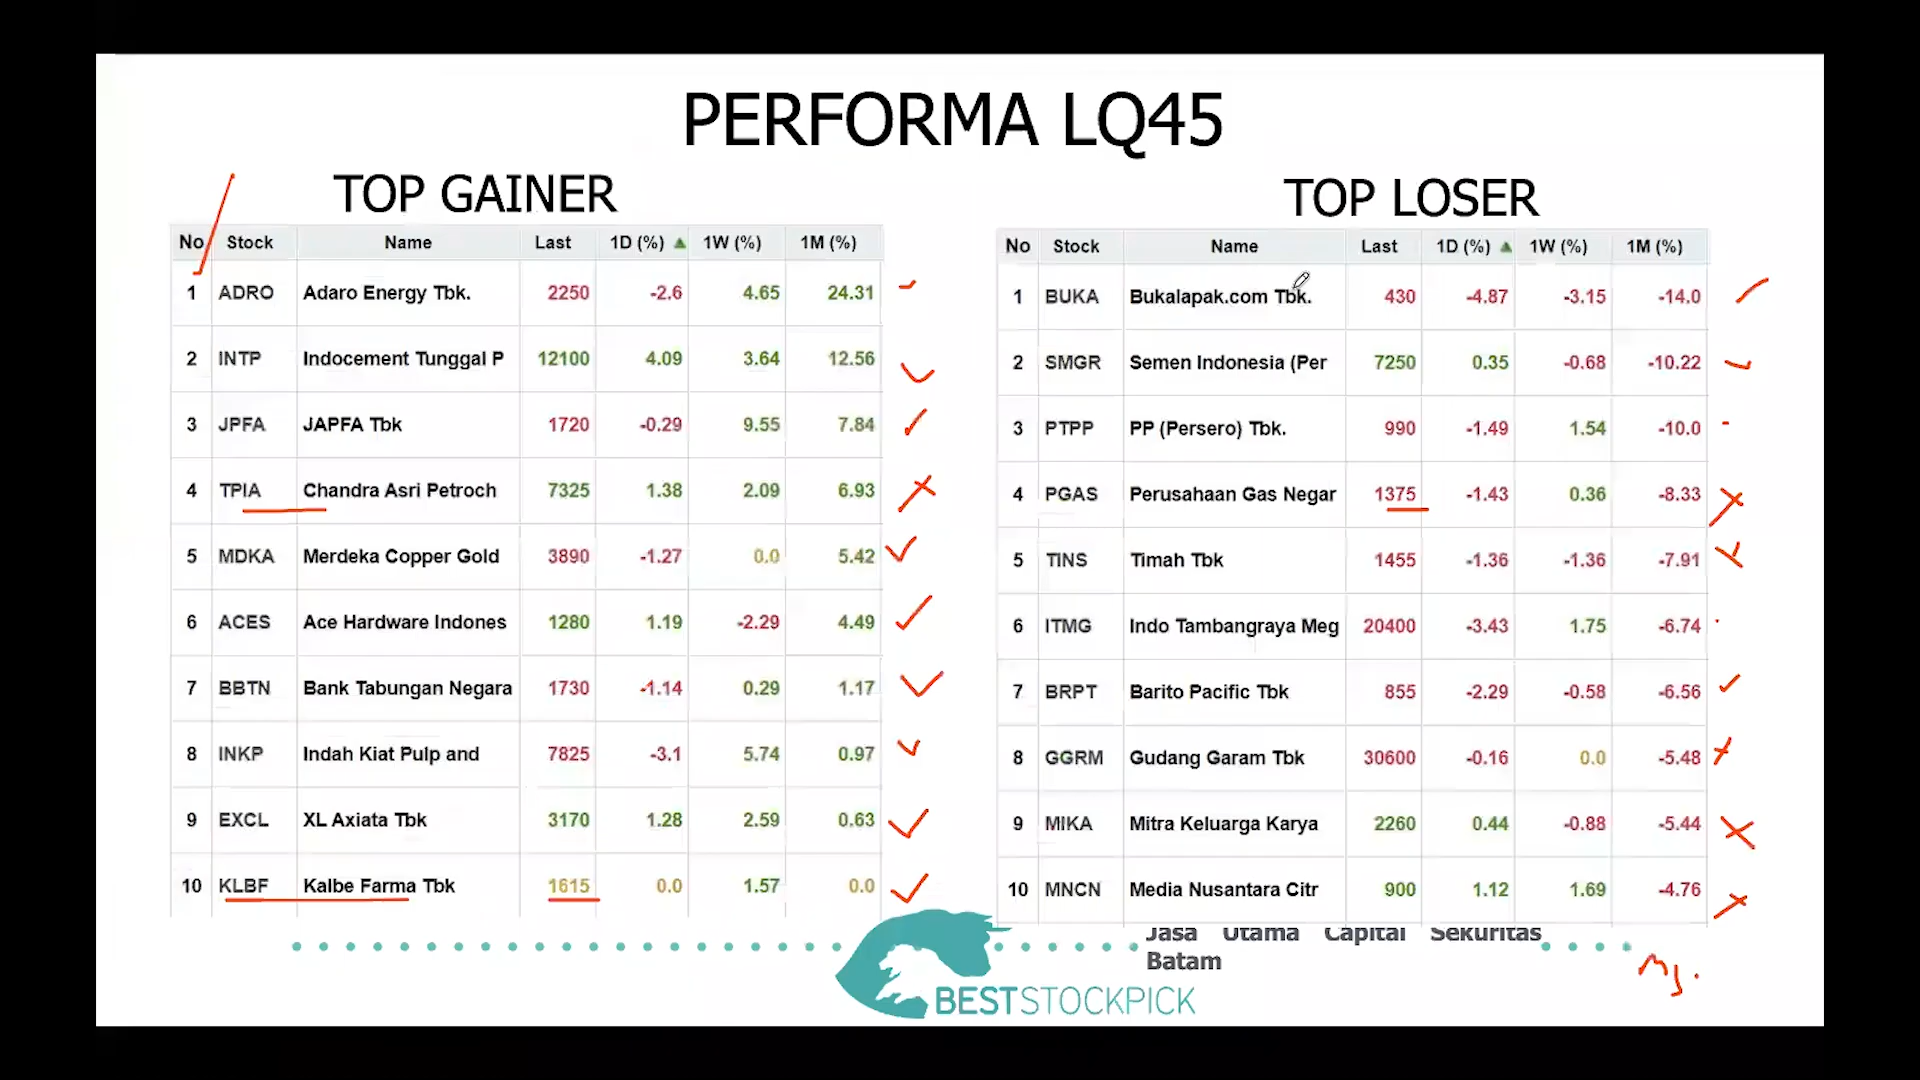 PERFORMA LQ45
TOP GAINER
No Stock Name Last 1D (%) 1W (%) 1M (%)
1 ADRO Adaro Energy Tbk. 2250 -2.6 4.65 24.31
2 INTP Indocement Tunggal P 12100 4.09 3.64 12.56
3 JPFA JAPFA Tbk 1720 -0.29 9.55 7.84
4 TPIA Chandra Asri Petroch 7325 1.38 2.09 6.93
5 MDKA Merdeka Copper Gold 3890 -1.27 0.0 5.42
6 ACES Ace Hardware Indones 1280 1.19 -2.29 4.49
7 BBTN Bank Tabungan Negara 1730 -1.14 0.29 1.17
8 INKP Indah Kiat Pulp and 7825 -3.1 5.74 0.97
9 EXCL XL Axiata Tbk 3170 1.28 2.59 0.63
10 KLBF Kalbe Farma Tbk 1615 0.0 1.57 0.0
TOP LOSER
No Stock Name Last 1D (%) 1W (%) 1M (%)
1 BUKA Bukalapak.com Tbk. 430 -4.87 -3.15 -14.0
2 SMGR Semen Indonesia (Per 7250 0.35 -0.68 -10.22
3 PTPP PP (Persero) Tbk. 990 -1.49 1.54 -10.0
4 PGAS Perusahaan Gas Negar 1375 -1.43 0.36 -8.33
5 TINS Timah Tbk 1455 -1.36 -1.36 -7.91
6 ITMG Indo Tambangraya Meg 20400 -3.43 1.75 -6.74
7 BRPT Barito Pacific Tbk 855 -2.29 -0.58 -6.56
8 GGRM Gudang Garam Tbk 30600 -0.16 0.0 -5.48
9 MIKA Mitra Keluarga Karya 2260 0.44 -0.88 -5.44
10 MNCN Media Nusantara Citr 900 1.12 1.69 -4.76
Jasa Utama Capital Sekuritas
Batam
BESTSTOCKPICK